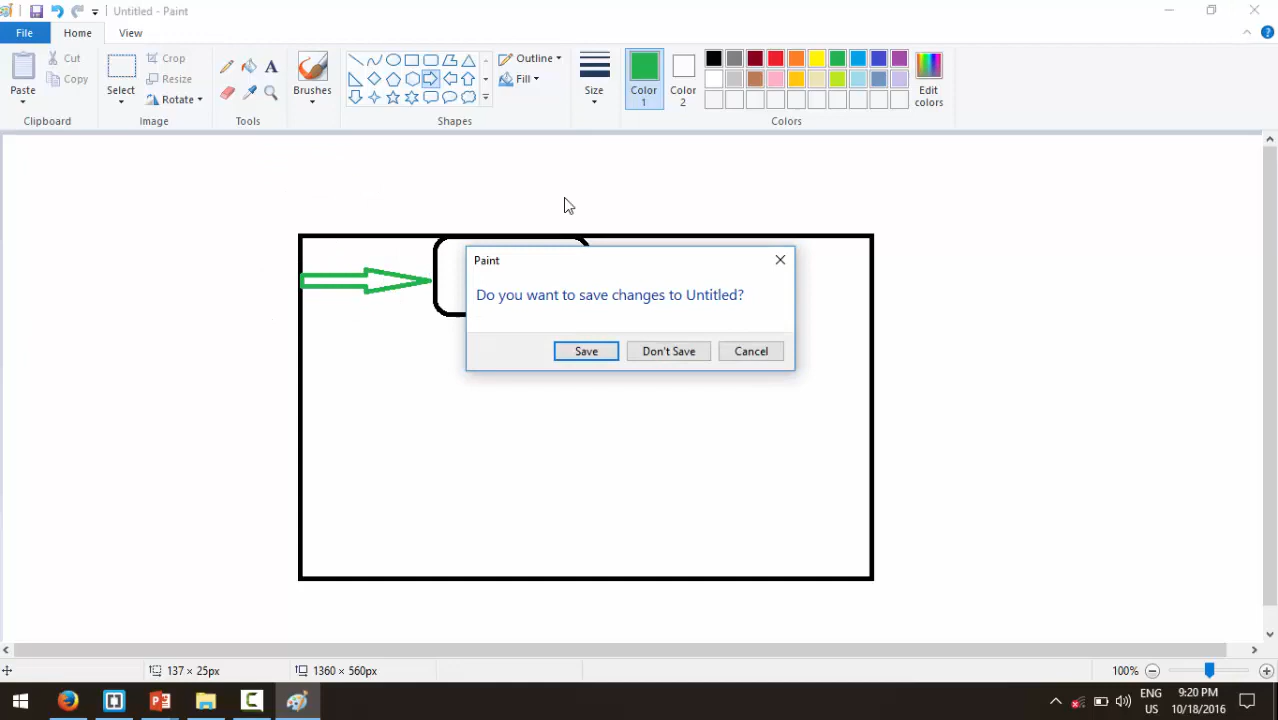 Untitled - Paint
File Home View
Paste
Cut
Copy
Clipboard
Select
Crop
Resize
Rotate
Image
A
Tools
Brushes
Outline
Fill
Shapes
Size
Color 1
Color 2
Edit colors
Colors
Paint
Do you want to save changes to Untitled?
Save Don't Save Cancel
137 × 25px 1360 × 560px 100%
ENG 9:20 PM
US 10/18/2016